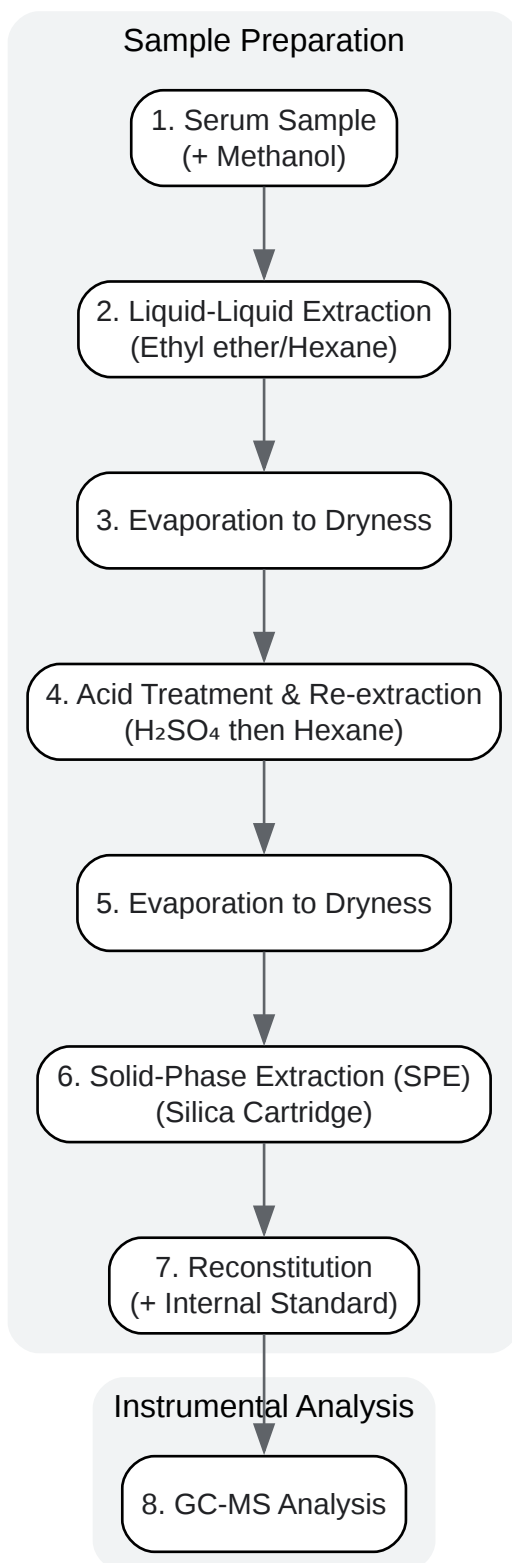 Sample Preparation
1. Serum Sample
(+ Methanol)
2. Liquid-Liquid Extraction
(Ethyl ether/Hexane)
3. Evaporation to Dryness
4. Acid Treatment & Re-extraction
(H₂SO₄ then Hexane)
5. Evaporation to Dryness
6. Solid-Phase Extraction (SPE)
(Silica Cartridge)
7. Reconstitution
(+ Internal Standard)
Instrumental Analysis
8. GC-MS Analysis